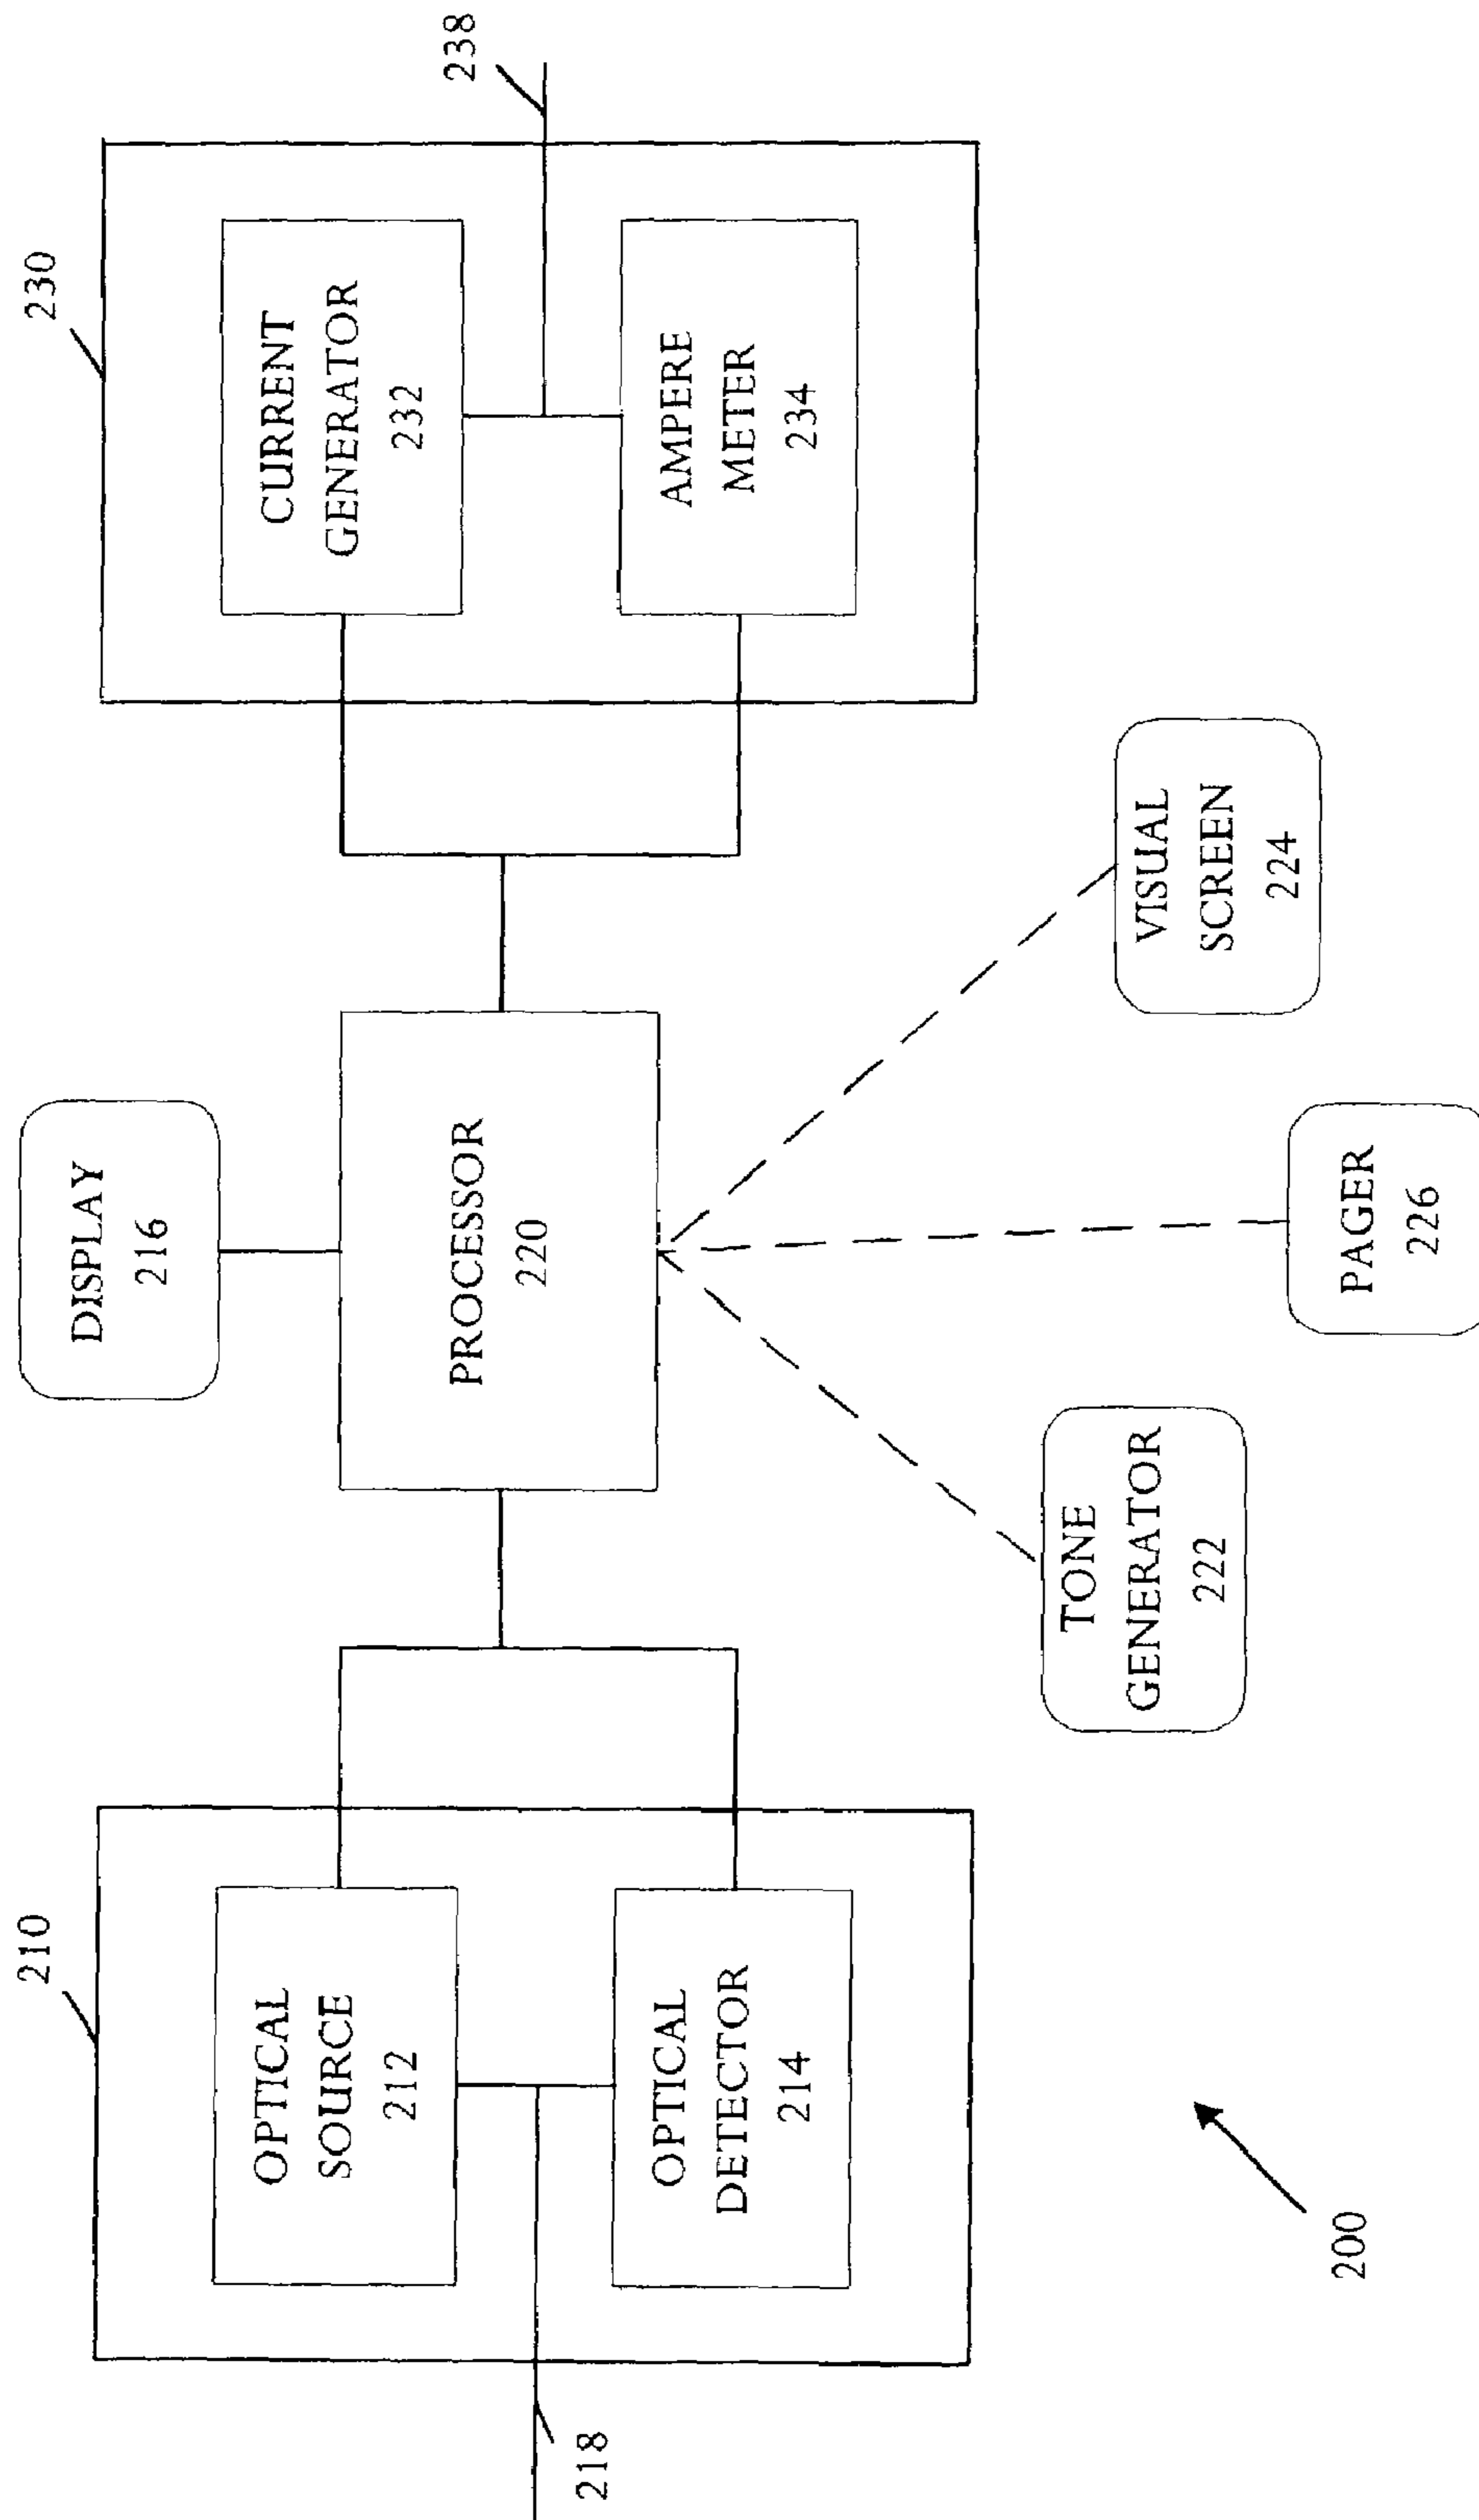 210
OPTICAL
SOURCE
212
OPTICAL
DETECTOR
214
218
DISPLAY
216
PROCESSOR
220
230
CURRENT
GENERATOR
232
AMPERE
METER
234
238
TONE
GENERATOR
222
PAGER
226
VISUAL
SCREEN
224
200